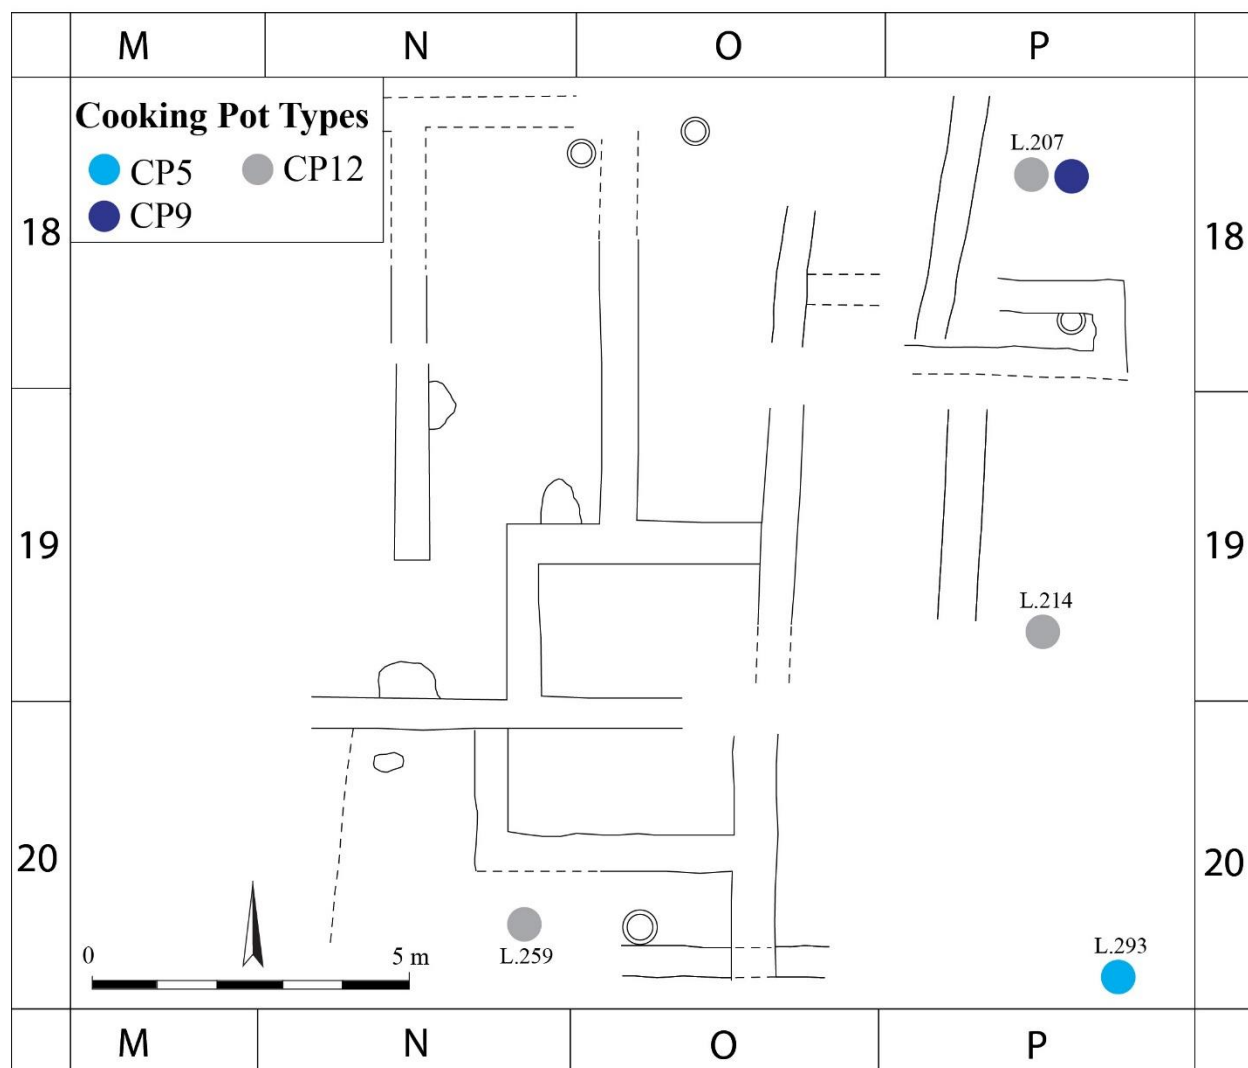 M N O P
Cooking Pot Types
CP5 CP12
CP9
L.207
18 18
19 19
L.214
20 20
0 5 m
L.259
L.293
M N O P